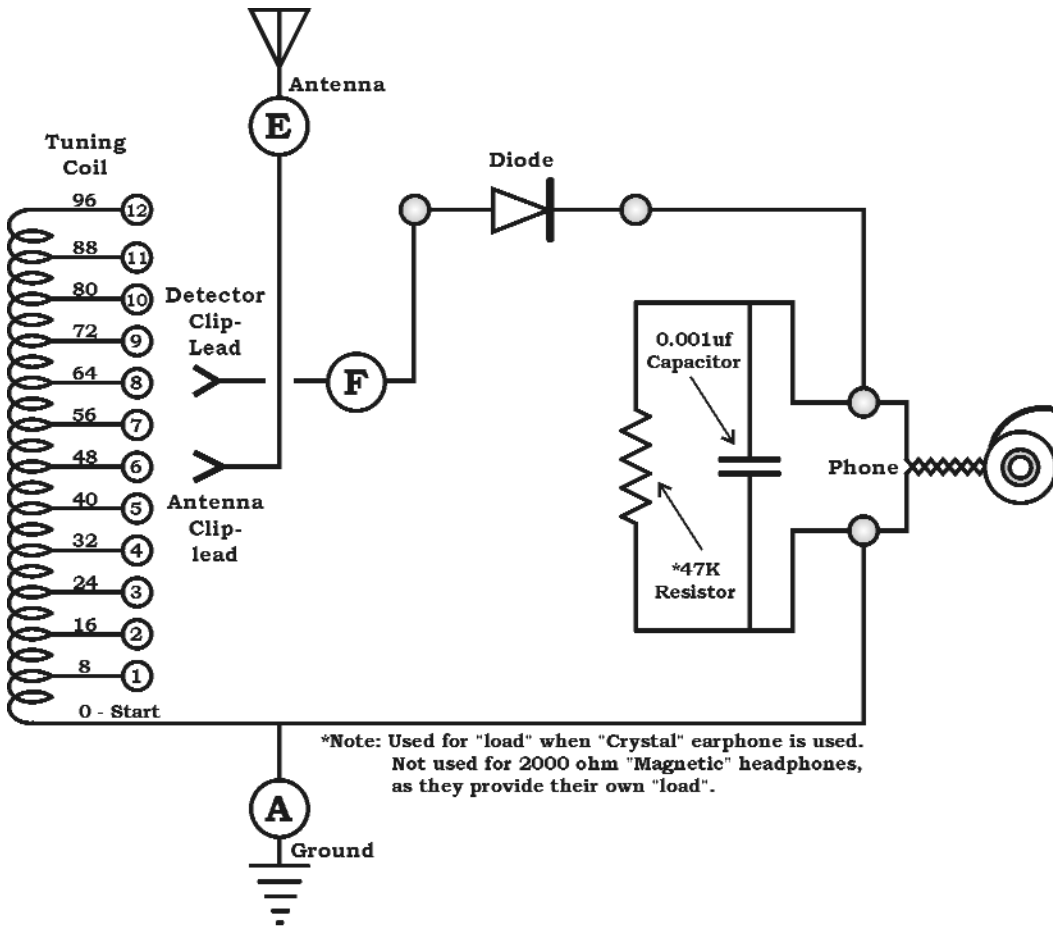 Antenna
E
Tuning
Coil
Diode
96 12
88 11
80 10
72 9
64 8
56 7
48 6
40 5
32 4
24 3
16 2
8 1
0 - Start
Detector
Clip-
Lead
F
Antenna
Clip-
lead
0.001uf
Capacitor
Phone
*47K
Resistor
*Note: Used for "load" when "Crystal" earphone is used.
Not used for 2000 ohm "Magnetic" headphones,
as they provide their own "load".
A
Ground